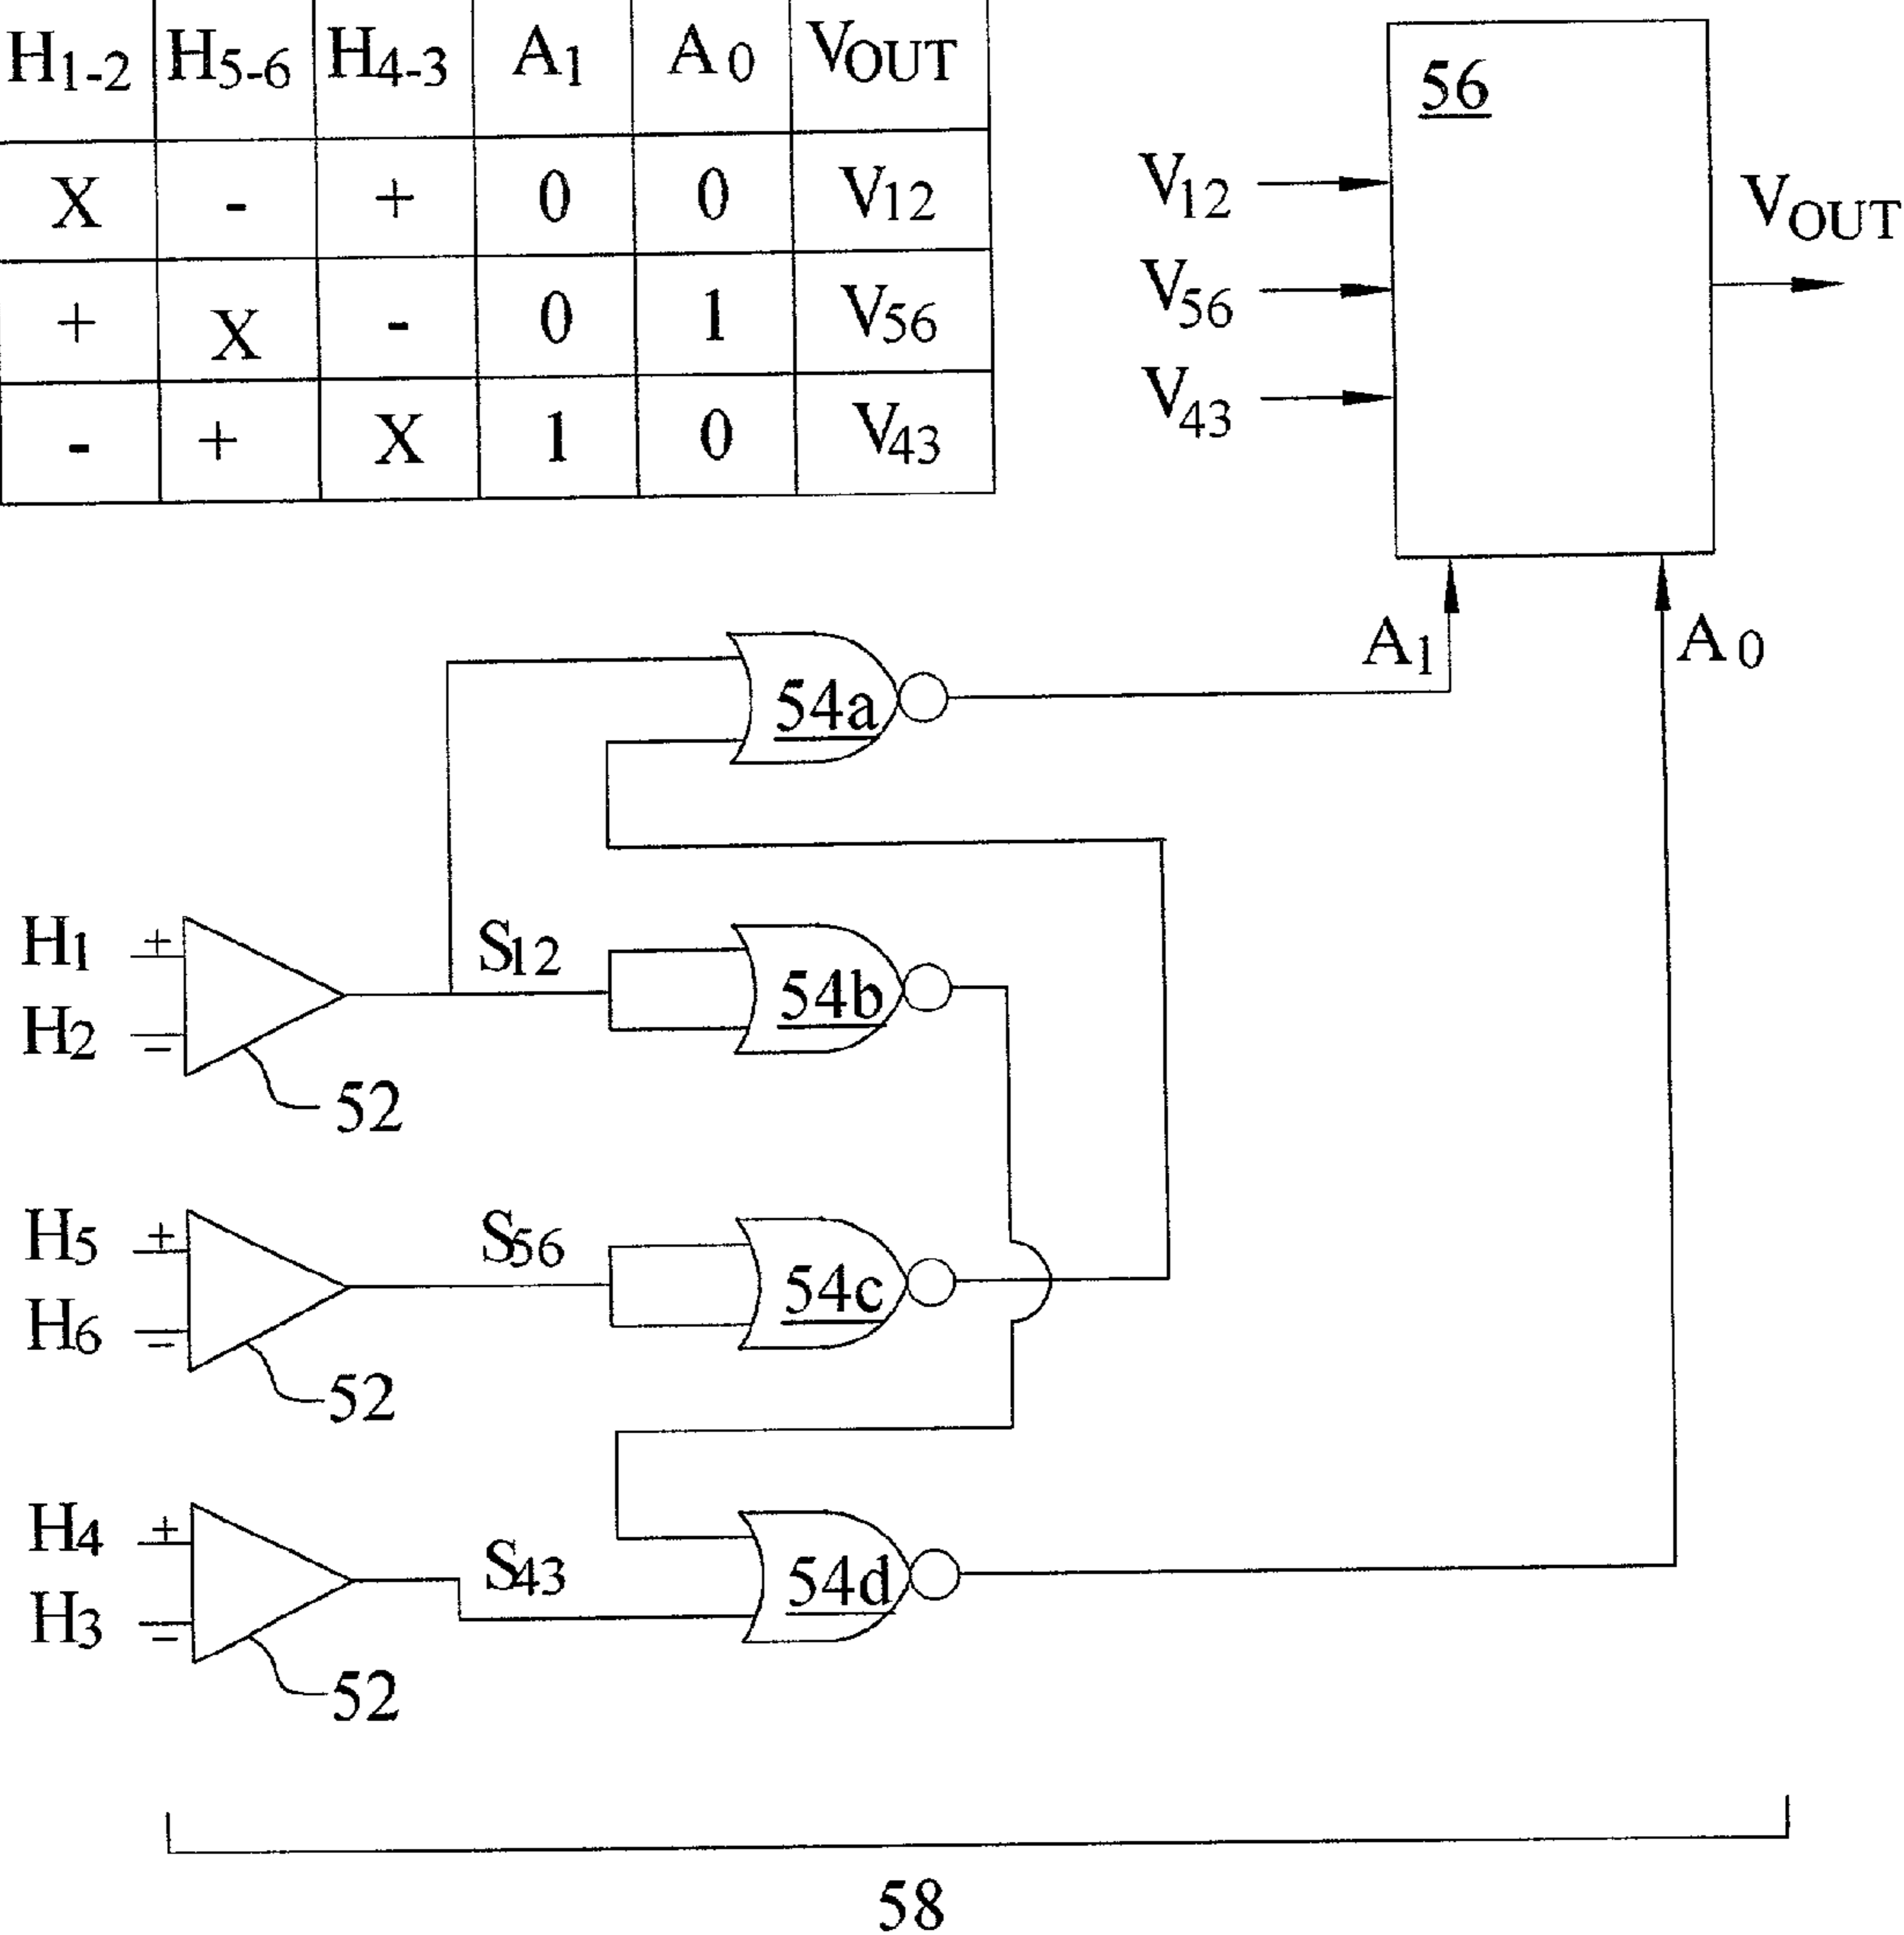 H1-2 H5-6 H4-3 A1 A0 VOUT
X - + 0 0 V12
+ X - 0 1 V56
- + X 1 0 V43
56
V12
V56
V43
VOUT
A1
A0
54a
H1 +
H2 -
S12
54b
52
H5 +
H6 -
S56
54c
52
H4 +
H3 -
S43
54d
52
58